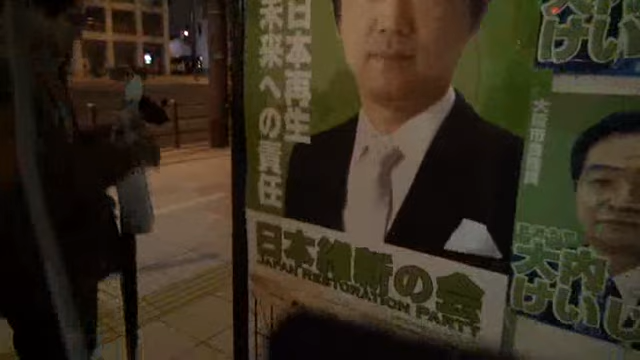 日本再生
未来への責任
日本維新の会
JAPAN RESTORATION PARTY
大阪市会議員
大内
けいじ
けい